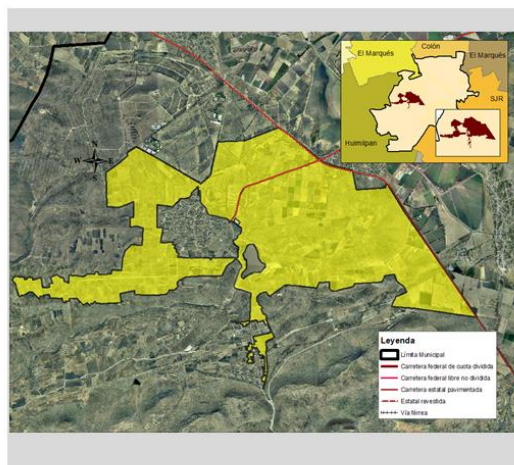 El Marqués
Colón
El Marqués
SJR
Huimilpan
N
W E
S
Leyenda
Límite Municipal
Carretera federal de cuota dividida
Carretera federal libre no dividida
Carretera estatal pavimentada
Estatal revestida
Vía férrea